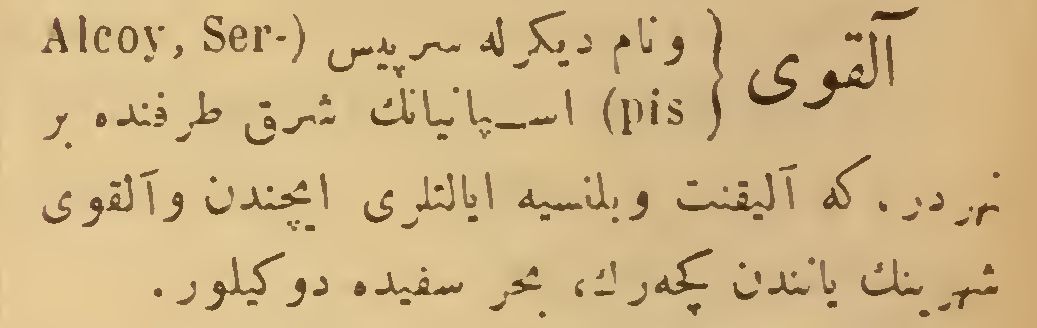 آلقوی { ونام دیکرله سرپیس (Alcoy, Ser-
pis) اسـپانیانك شرق طرفنده بر
نهردر . که آلیقنت وبلنسیه ایالتلری ایچندن وآلقوی
شهرینك یانندن کچه‌رك، بحر سفیده دوکیلور .